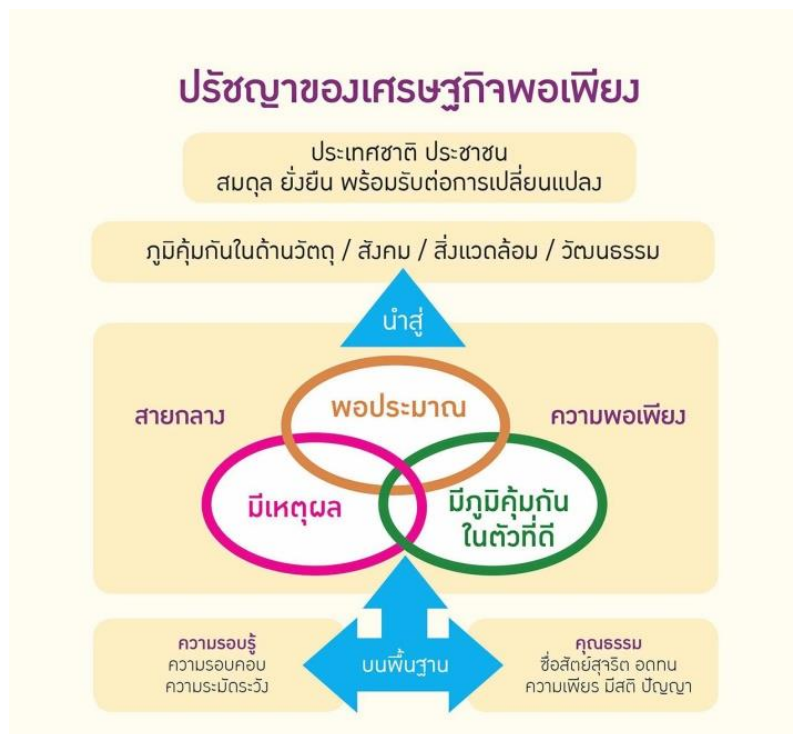 ปรัชญาของเศรษฐกิจพอเพียง
ประเทศชาติ ประชาชน
สมดุล ยั่งยืน พร้อมรับต่อการเปลี่ยนแปลง
ภูมิคุ้มกันในด้านวัตถุ / สังคม / สิ่งแวดล้อม / วัฒนธรรม
นำสู่
สายกลาง
พอประมาณ
ความพอเพียง
มีเหตุผล
มีภูมิคุ้มกัน
ในตัวที่ดี
ความรอบรู้
ความรอบคอบ
ความระมัดระวัง
บนพื้นฐาน
คุณธรรม
ซื่อสัตย์สุจริต อดทน
ความเพียร มีสติ ปัญญา